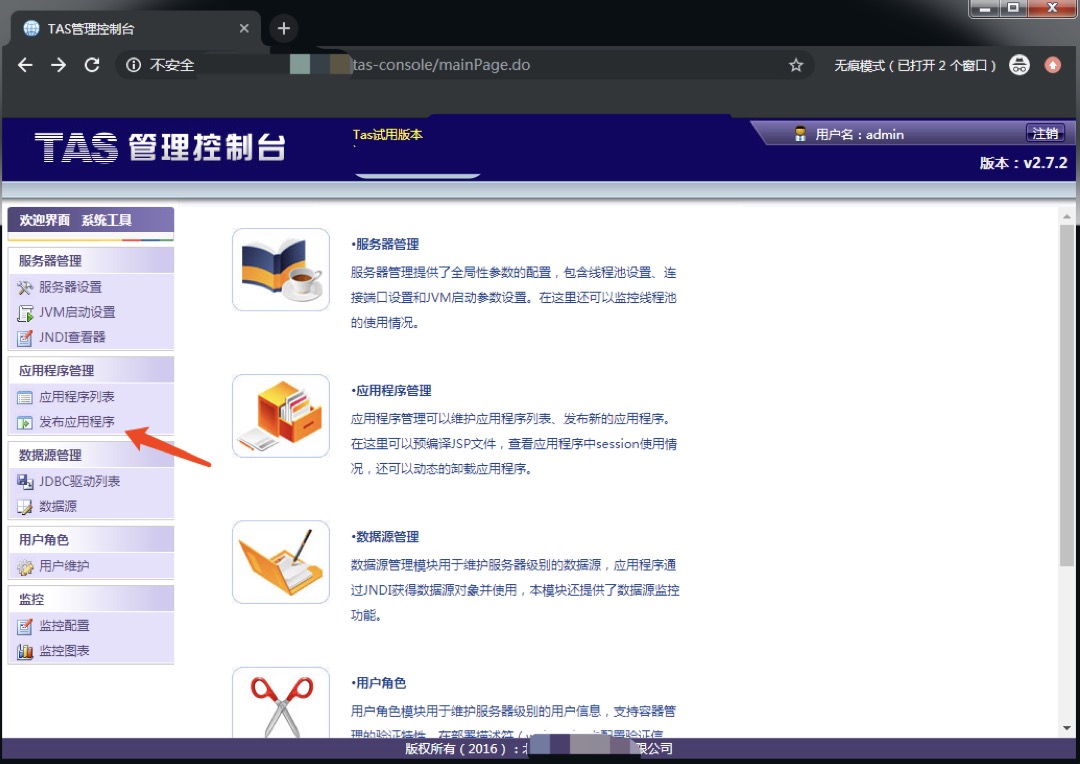 TAS管理控制台
不安全
tas-console/mainPage.do
无痕模式（已打开 2 个窗口）
TAS 管理控制台
Tas试用版本
用户名：admin
注销
版本：v2.7.2
欢迎界面 系统工具
服务器管理
服务器设置
JVM启动设置
JNDI查看器
应用程序管理
应用程序列表
发布应用程序
数据源管理
JDBC驱动列表
数据源
用户角色
用户维护
监控
监控配置
监控图表
·服务器管理
服务器管理提供了全局性参数的配置，包含线程池设置、连
接端口设置和JVM启动参数设置。在这里还可以监控线程池
的使用情况。
·应用程序管理
应用程序管理可以维护应用程序列表、发布新的应用程序。
在这里可以预编译JSP文件，查看应用程序中session使用情
况，还可以动态的卸载应用程序。
·数据源管理
数据源管理模块用于维护服务器级别的数据源，应用程序通
过JNDI获得数据源对象并使用，本模块还提供了数据源监控
功能。
·用户角色
用户角色模块用于维护服务器级别的用户信息，支持容器管
理的验证特性，在部署描述符
版权所有（2016）：
限公司